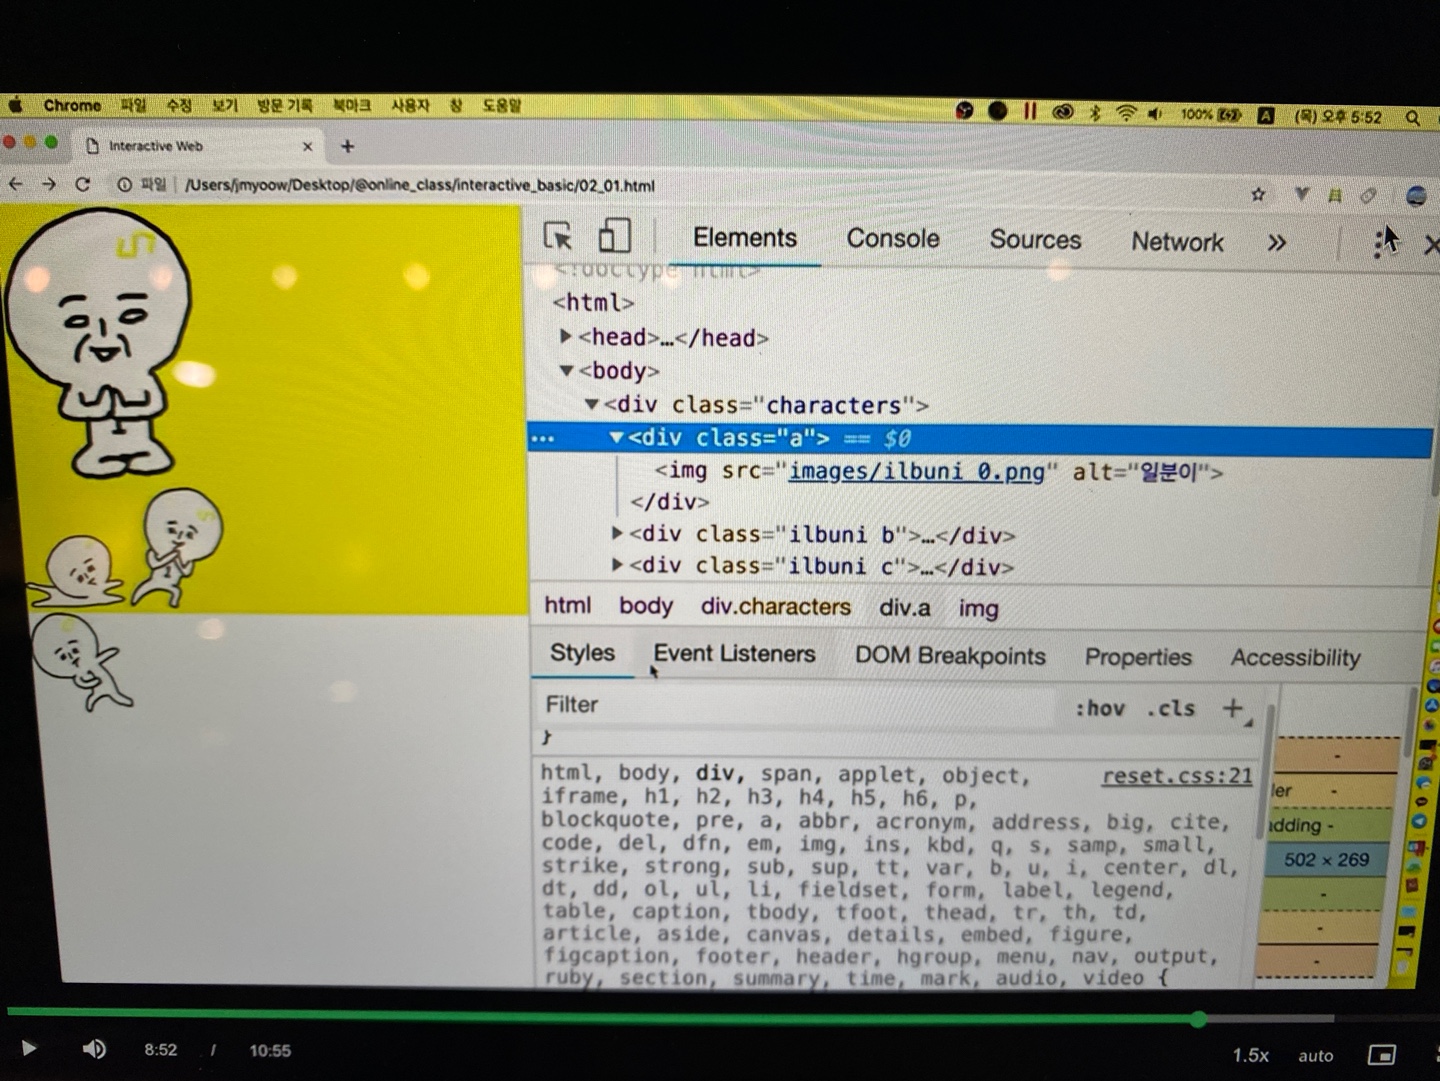 Chrome 파일 수정 보기 방문 기록 북마크 사용자 창 도움말 100% A (목) 오후 5:52
Interactive Web
파일 /Users/jmyoow/Desktop/@online_class/interactive_basic/02_01.html
Elements Console Sources Network »
<!doctype html>
<html>
<head>…</head>
<body>
<div class="characters">
<div class="a"> == $0
<img src="images/ilbuni_0.png" alt="일분이">
</div>
<div class="ilbuni b">…</div>
<div class="ilbuni c">…</div>
html body div.characters div.a img
Styles Event Listeners DOM Breakpoints Properties Accessibility
Filter :hov .cls +
}
html, body, div, span, applet, object, reset.css:21
iframe, h1, h2, h3, h4, h5, h6, p,
blockquote, pre, a, abbr, acronym, address, big, cite,
code, del, dfn, em, img, ins, kbd, q, s, samp, small,
strike, strong, sub, sup, tt, var, b, u, i, center, dl,
dt, dd, ol, ul, li, fieldset, form, label, legend,
table, caption, tbody, tfoot, thead, tr, th, td,
article, aside, canvas, details, embed, figure,
figcaption, footer, header, hgroup, menu, nav, output,
ruby, section, summary, time, mark, audio, video {
-
der -
adding -
502 × 269
-
-
-
8:52 / 10:55 1.5x auto